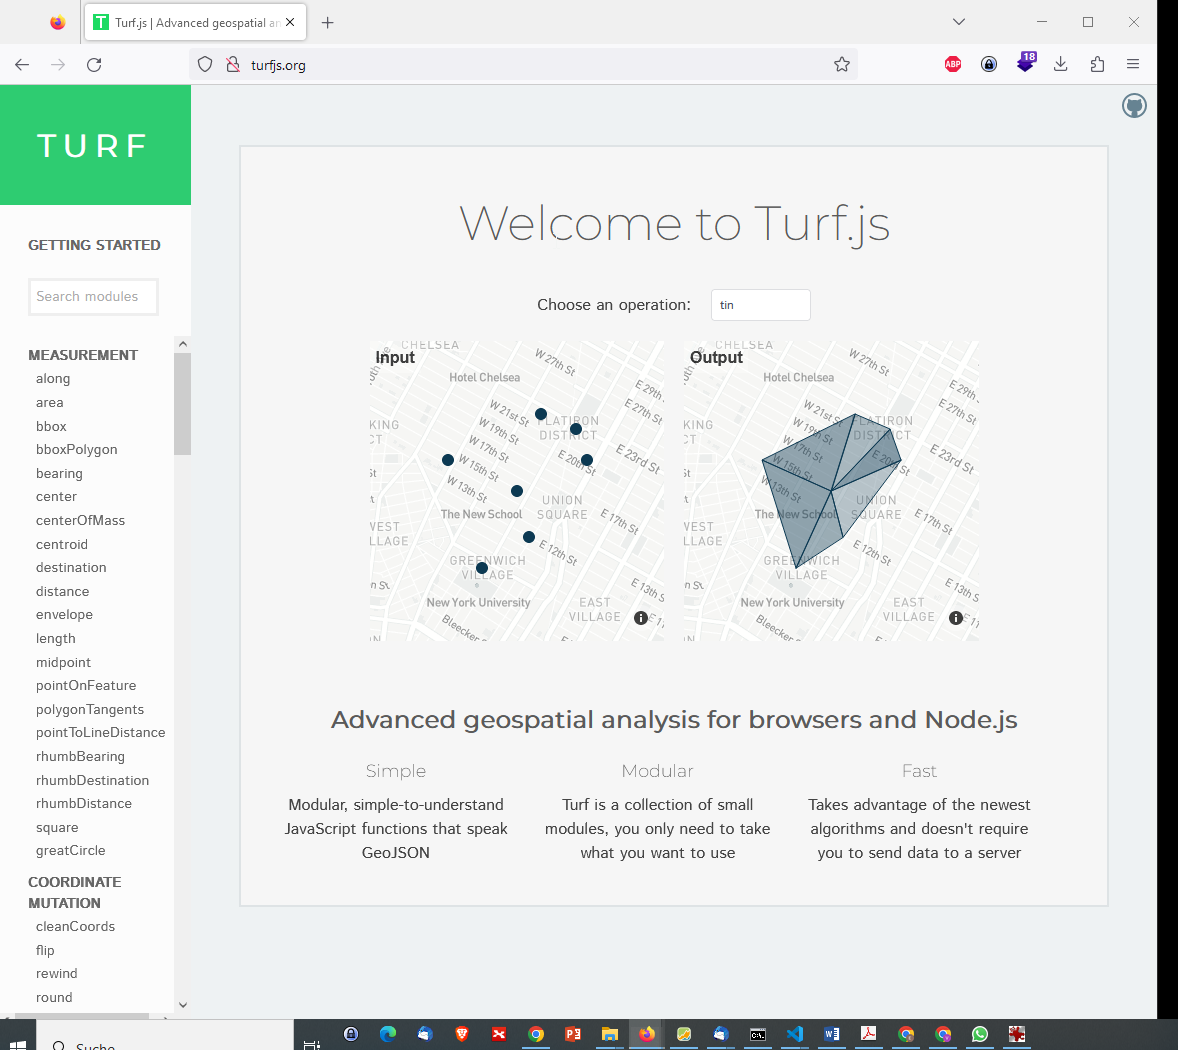 Turf.js | Advanced geospatial an
turfjs.org
ABP
18
TURF
GETTING STARTED
Search modules
MEASUREMENT
along
area
bbox
bboxPolygon
bearing
center
centerOfMass
centroid
destination
distance
envelope
length
midpoint
pointOnFeature
polygonTangents
pointToLineDistance
rhumbBearing
rhumbDestination
rhumbDistance
square
greatCircle
COORDINATE
MUTATION
cleanCoords
flip
rewind
round
Welcome to Turf.js
Choose an operation:
tin
Input
CHELSEA
W 27th St
Hotel Chelsea
E 29th
E 27th St
W 21st St
FLATIRON
DISTRICT
W 19th St
W 17th St
KING
CT
E 23rd St
E 20th St
W 15th St
W 13th St
UNION
SQUARE
The New School
E 17th St
WEST
LLAGE
E 12th St
GREENWICH
VILLAGE
E 13th S
n St
New York University
EAST
VILLAGE
Bleecker
Output
CHELSEA
W 27th St
Hotel Chelsea
E 29th
E 27th St
W 21st St
FLATIRON
DISTRICT
W 19th St
W 17th St
KING
CT
E 23rd St
E 20th St
W 15th St
W 13th St
UNION
SQUARE
The New School
E 17th St
WEST
LLAGE
E 12th St
GREENWICH
VILLAGE
E 13th S
n St
New York University
EAST
VILLAGE
Bleecker
Advanced geospatial analysis for browsers and Node.js
Simple
Modular, simple-to-understand
JavaScript functions that speak
GeoJSON
Modular
Turf is a collection of small
modules, you only need to take
what you want to use
Fast
Takes advantage of the newest
algorithms and doesn't require
you to send data to a server
Suche